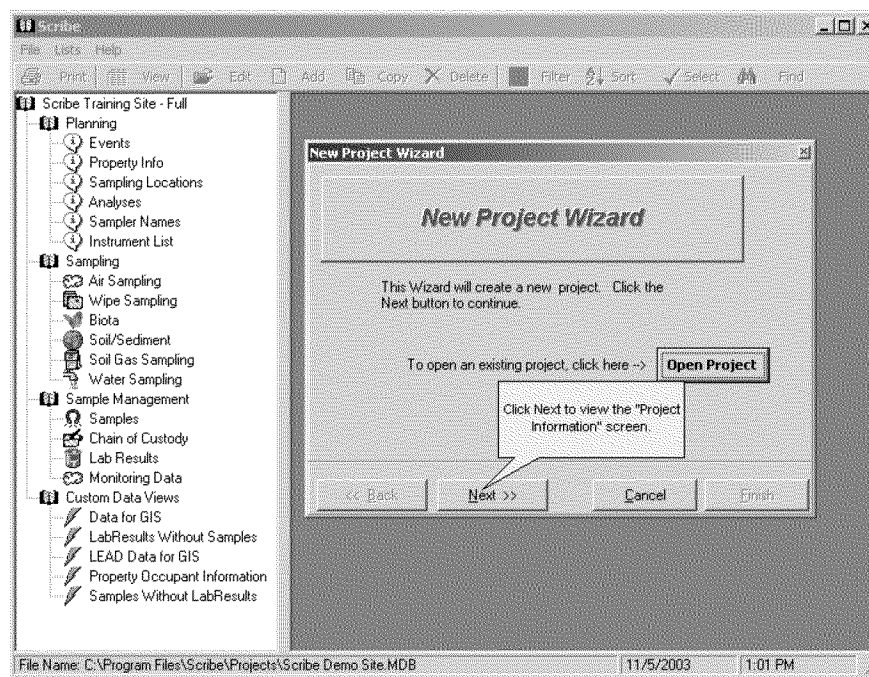 Scribe
File Lists Help
Print View Edit Add Copy Delete Filter Sort Select Find
Scribe Training Site - Full
Planning
Events
Property Info
Sampling Locations
Analyses
Sampler Names
Instrument List
Sampling
Air Sampling
Wipe Sampling
Biota
Soil/Sediment
Soil Gas Sampling
Water Sampling
Sample Management
Samples
Chain of Custody
Lab Results
Monitoring Data
Custom Data Views
Data for GIS
LabResults Without Samples
LEAD Data for GIS
Property Occupant Information
Samples Without LabResults
New Project Wizard
New Project Wizard
This Wizard will create a new project. Click the
Next button to continue.
To open an existing project, click here -->
Open Project
Click Next to view the "Project
Information" screen.
<< Back
Next >>
Cancel
Finish
File Name: C:\Program Files\Scribe\Projects\Scribe Demo Site.MDB
11/5/2003
1:01 PM